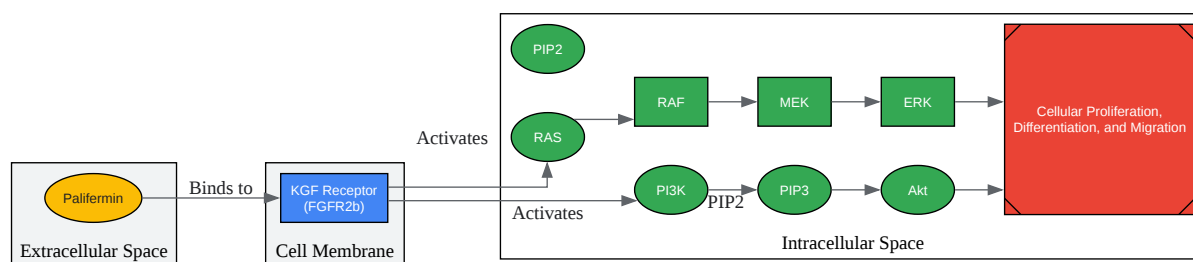 PIP2
RAF
MEK
ERK
Cellular Proliferation,
Differentiation, and Migration
Activates
RAS
Palifermin
Binds to
KGF Receptor
(FGFR2b)
Activates
PI3K
PIP2
PIP3
Akt
Extracellular Space
Cell Membrane
Intracellular Space